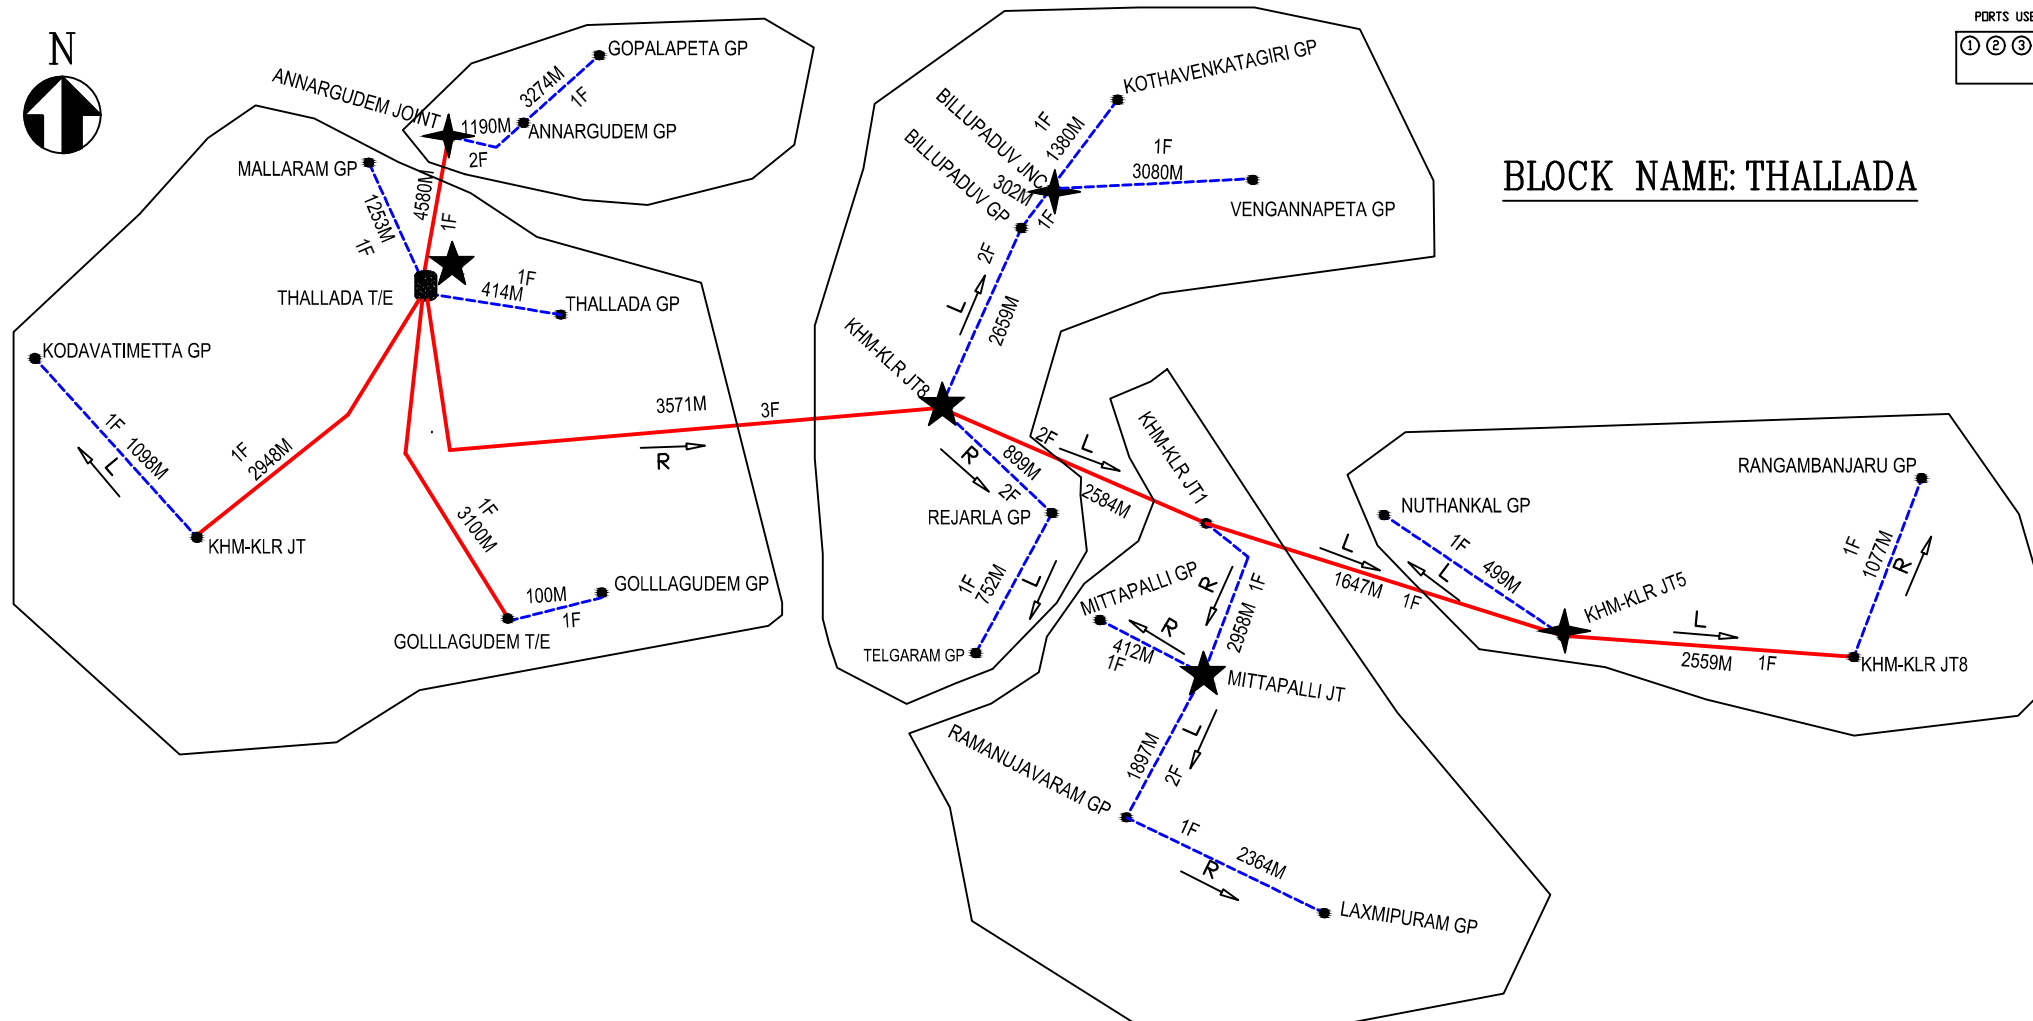 PORTS USE
1 2 3
N
GOPALAPETA GP
ANNARGUDEM JOINT
3274M
1F
1190M
ANNARGUDEM GP
2F
MALLARAM GP
1253M
1F
4580M
1F
THALLADA T/E
1F
414M
THALLADA GP
KODAVATIMETTA GP
1F
1098M
L
1F
2948M
KHM-KLR JT
1F
3100M
100M
1F
GOLLLAGUDEM GP
GOLLLAGUDEM T/E
3571M
3F
R
KOTHAVENKATAGIRI GP
BILLUPADUV JNC
1F
1380M
BILLUPADUV GP
302M
1F
1F
3080M
VENGANNAPETA GP
BLOCK NAME: THALLADA
2F
L
2659M
KHM-KLR JT8
899M
R
2F
REJARLA GP
1F
752M
L
TELGARAM GP
2F
L
2584M
KHM-KLR JT1
L
1647M
1F
MITTAPALLI GP
R
412M
1F
R
1F
2958M
MITTAPALLI JT
1897M
L
2F
RAMANUJAVARAM GP
1F
2364M
R
LAXMIPURAM GP
NUTHANKAL GP
1F
499M
L
KHM-KLR JT5
L
2559M
1F
KHM-KLR JT8
RANGAMBANJARU GP
1F
1077M
R